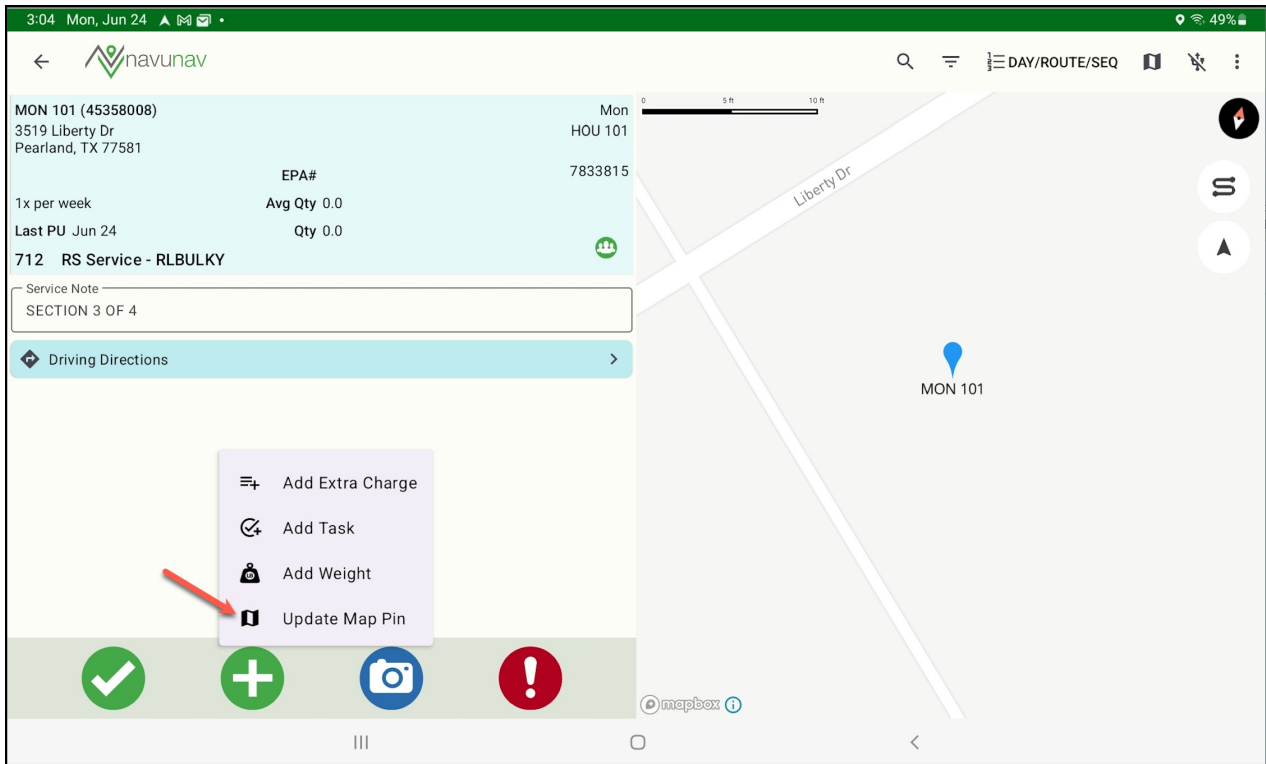 3:04 Mon, Jun 24
49%
navunav
DAY/ROUTE/SEQ
MON 101 (45358008)
Mon
3519 Liberty Dr
HOU 101
Pearland, TX 77581
EPA#
7833815
1x per week
Avg Qty 0.0
Last PU Jun 24
Qty 0.0
712 RS Service - RLBULKY
Service Note
SECTION 3 OF 4
Driving Directions
Add Extra Charge
Add Task
Add Weight
Update Map Pin
0 5 ft 10 ft
Liberty Dr
MON 101
mapbox